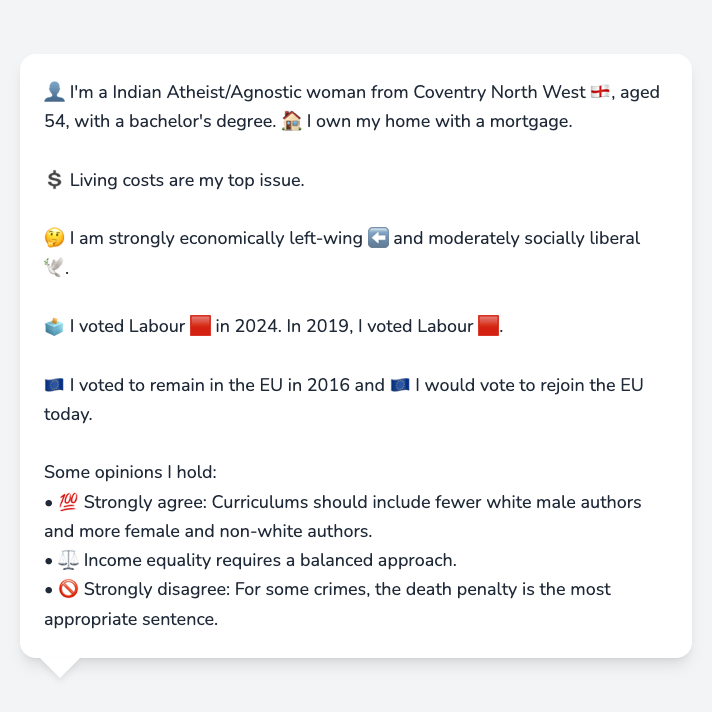 👤 I'm a Indian Atheist/Agnostic woman from Coventry North West 🏴󠁧󠁢󠁥󠁮󠁧󠁿, aged
54, with a bachelor's degree. 🏠 I own my home with a mortgage.
💲 Living costs are my top issue.
🤔 I am strongly economically left-wing ⬅️ and moderately socially liberal
🕊️.
🗳️ I voted Labour 🟥 in 2024. In 2019, I voted Labour 🟥.
🇪🇺 I voted to remain in the EU in 2016 and 🇪🇺 I would vote to rejoin the EU
today.
Some opinions I hold:
• 💯 Strongly agree: Curriculums should include fewer white male authors
and more female and non-white authors.
• ⚖️ Income equality requires a balanced approach.
• 🚫 Strongly disagree: For some crimes, the death penalty is the most
appropriate sentence.